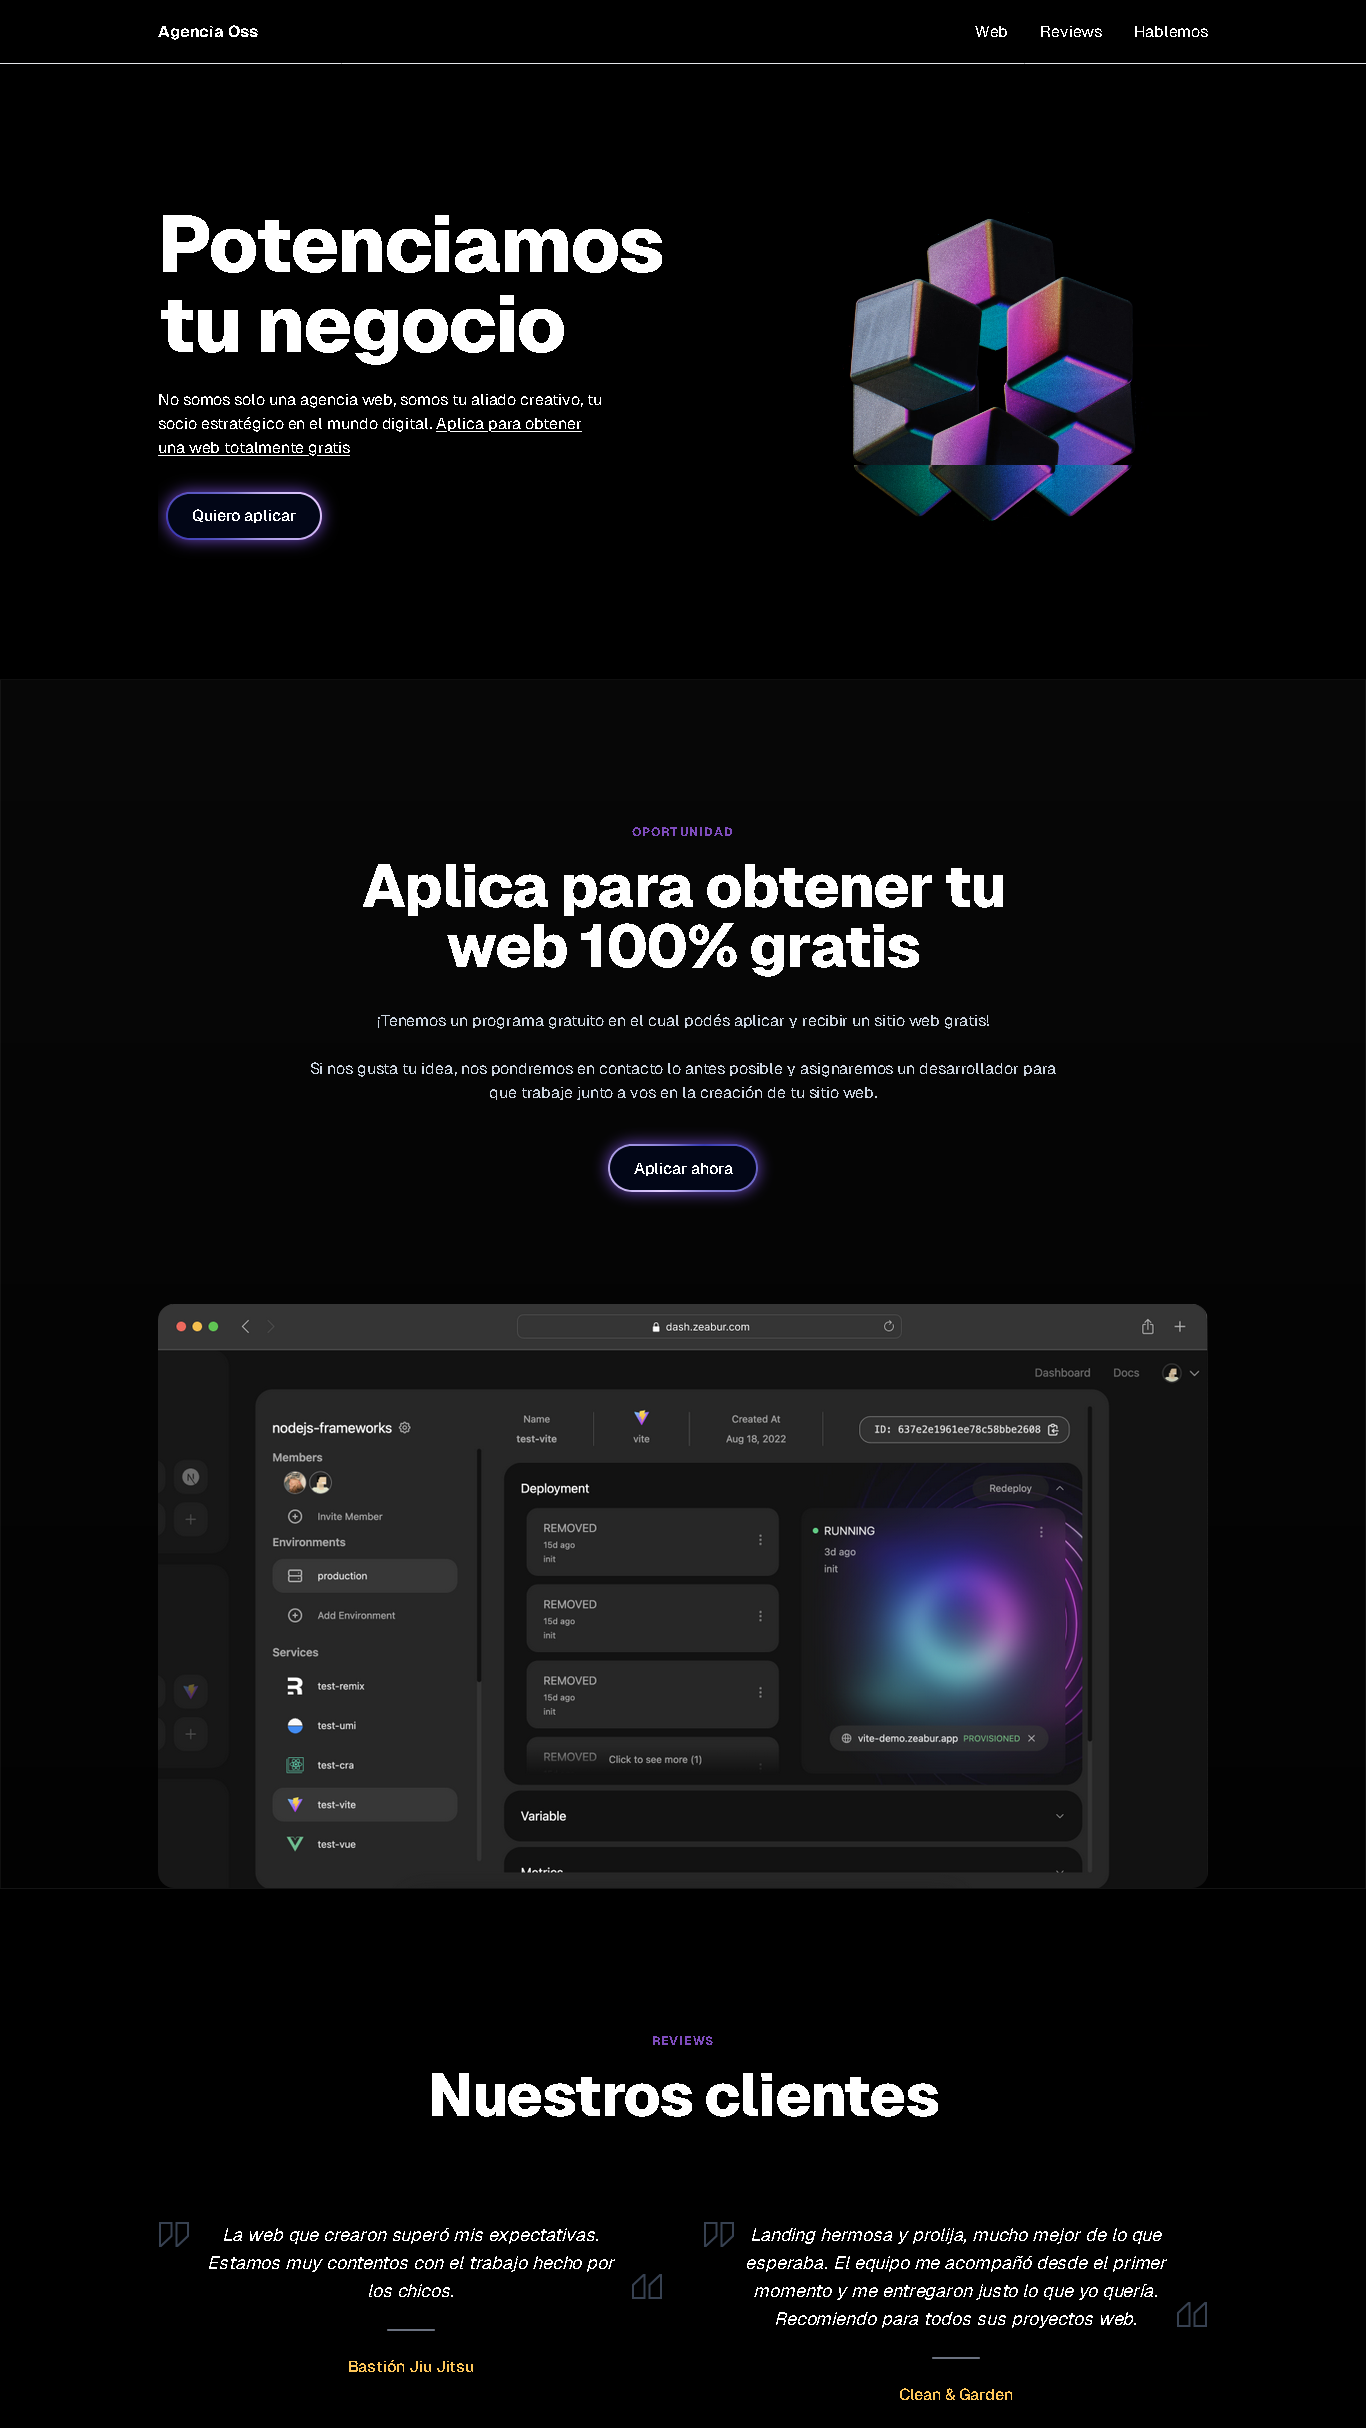 Agencia Oss
Web
Reviews
Hablemos
Potenciamos
tu negocio
No somos solo una agencia web, somos tu aliado creativo, tu
socio estratégico en el mundo digital. Aplica para obtener
una web totalmente gratis
Quiero aplicar
OPORTUNIDAD
Aplica para obtener tu
web 100% gratis
¡Tenemos un programa gratuito en el cual podés aplicar y recibir un sitio web gratis!
Si nos gusta tu idea, nos pondremos en contacto lo antes posible y asignaremos un desarrollador para
que trabaje junto a vos en la creación de tu sitio web.
Aplicar ahora
dash.zeabur.com
Dashboard
Docs
nodejs-frameworks
Members
Invite Member
Environments
production
Add Environment
Services
test-remix
test-umi
test-cra
test-vite
test-vue
Name
test-vite
vite
Created At
Aug 18, 2022
ID: 637e2e1961ee78c58bbe2608
Deployment
Redeploy
REMOVED
15d ago
init
REMOVED
15d ago
init
REMOVED
15d ago
init
REMOVED
Click to see more (1)
RUNNING
3d ago
init
vite-demo.zeabur.app PROVISIONED
Variable
Metrics
REVIEWS
Nuestros clientes
La web que crearon superó mis expectativas.
Estamos muy contentos con el trabajo hecho por
los chicos.
Bastión Jiu Jitsu
Landing hermosa y prolija, mucho mejor de lo que
esperaba. El equipo me acompañó desde el primer
momento y me entregaron justo lo que yo quería.
Recomiendo para todos sus proyectos web.
Clean & Garden